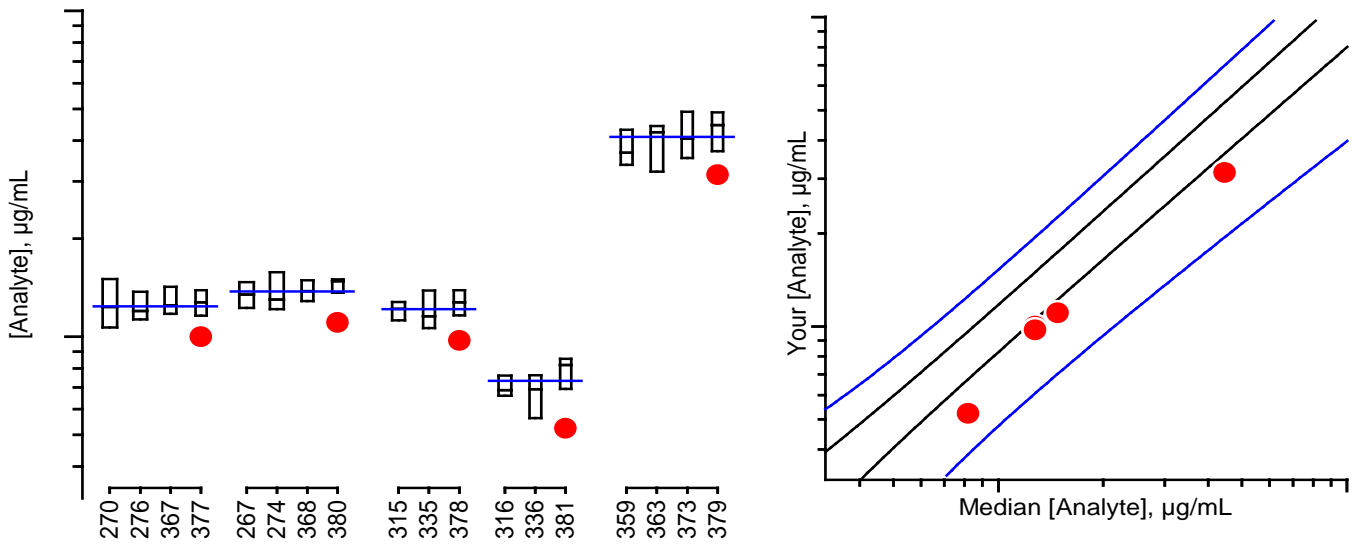 [Analyte], µg/mL
270 276 367 377 267 274 368 380 315 335 378 316 336 381 359 363 373 379
Your [Analyte], µg/mL
Median [Analyte], µg/mL